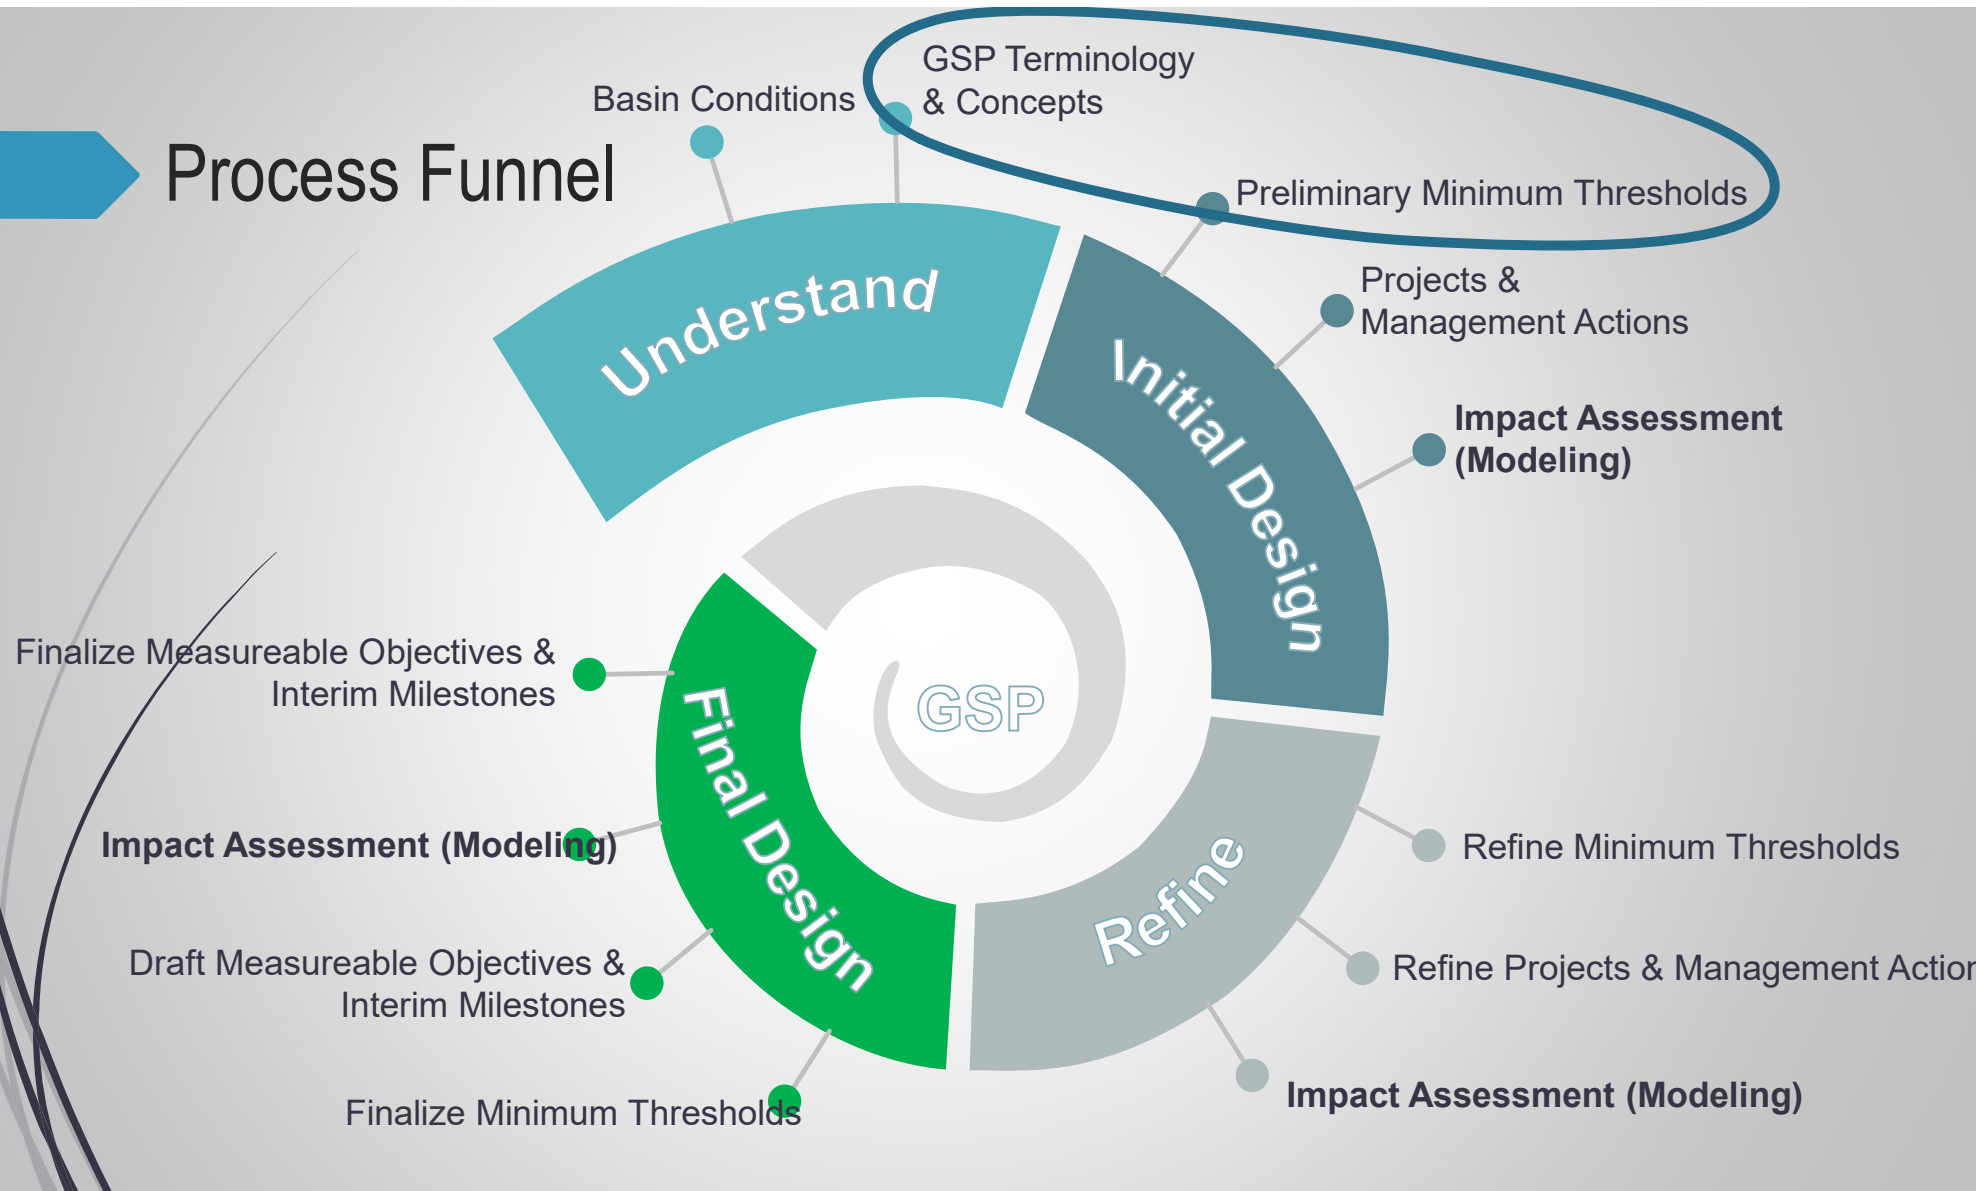 Process Funnel
Basin Conditions
GSP Terminology
& Concepts
Preliminary Minimum Thresholds
Projects &
Management Actions
Impact Assessment
(Modeling)
Understand
Initial Design
Refine
Final Design
GSP
Refine Minimum Thresholds
Refine Projects & Management Action
Impact Assessment (Modeling)
Finalize Minimum Thresholds
Draft Measureable Objectives &
Interim Milestones
Impact Assessment (Modeling)
Finalize Measureable Objectives &
Interim Milestones